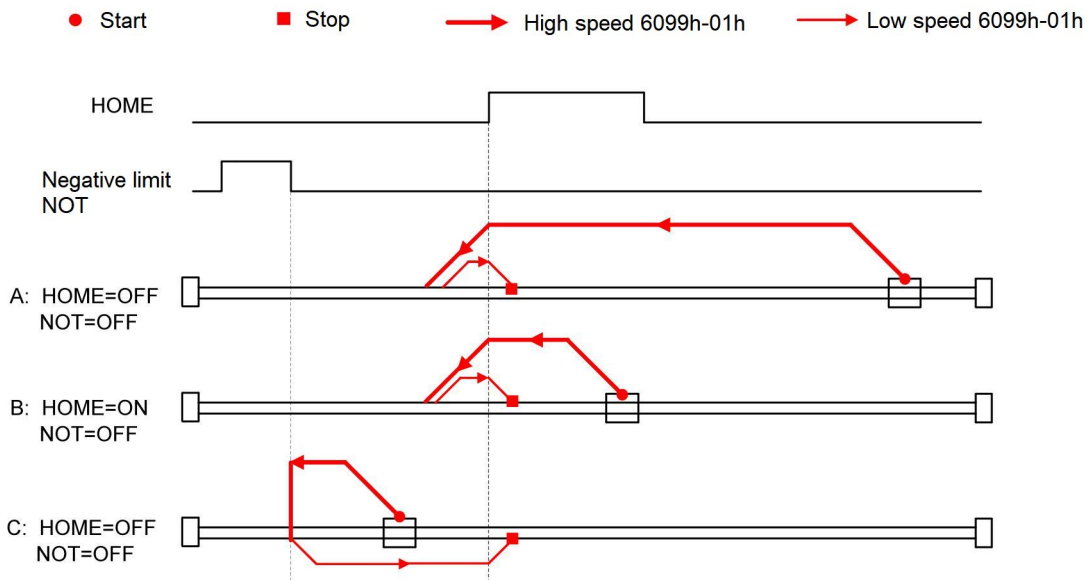 Start
Stop
High speed 6099h-01h
Low speed 6099h-01h
HOME
Negative limit
NOT
A: HOME=OFF
NOT=OFF
B: HOME=ON
NOT=OFF
C: HOME=OFF
NOT=OFF